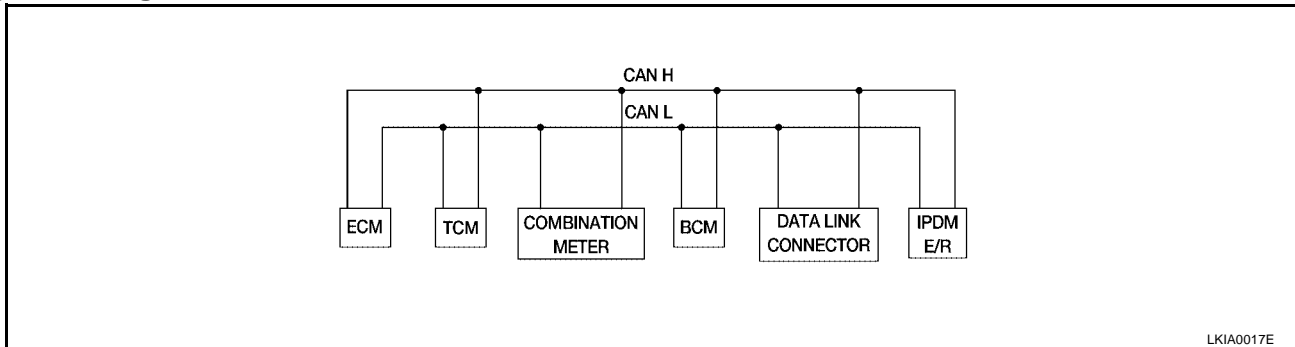 CAN H
CAN L
ECM
TCM
COMBINATION
METER
BCM
DATA LINK
CONNECTOR
IPDM
E/R
LKIA0017E